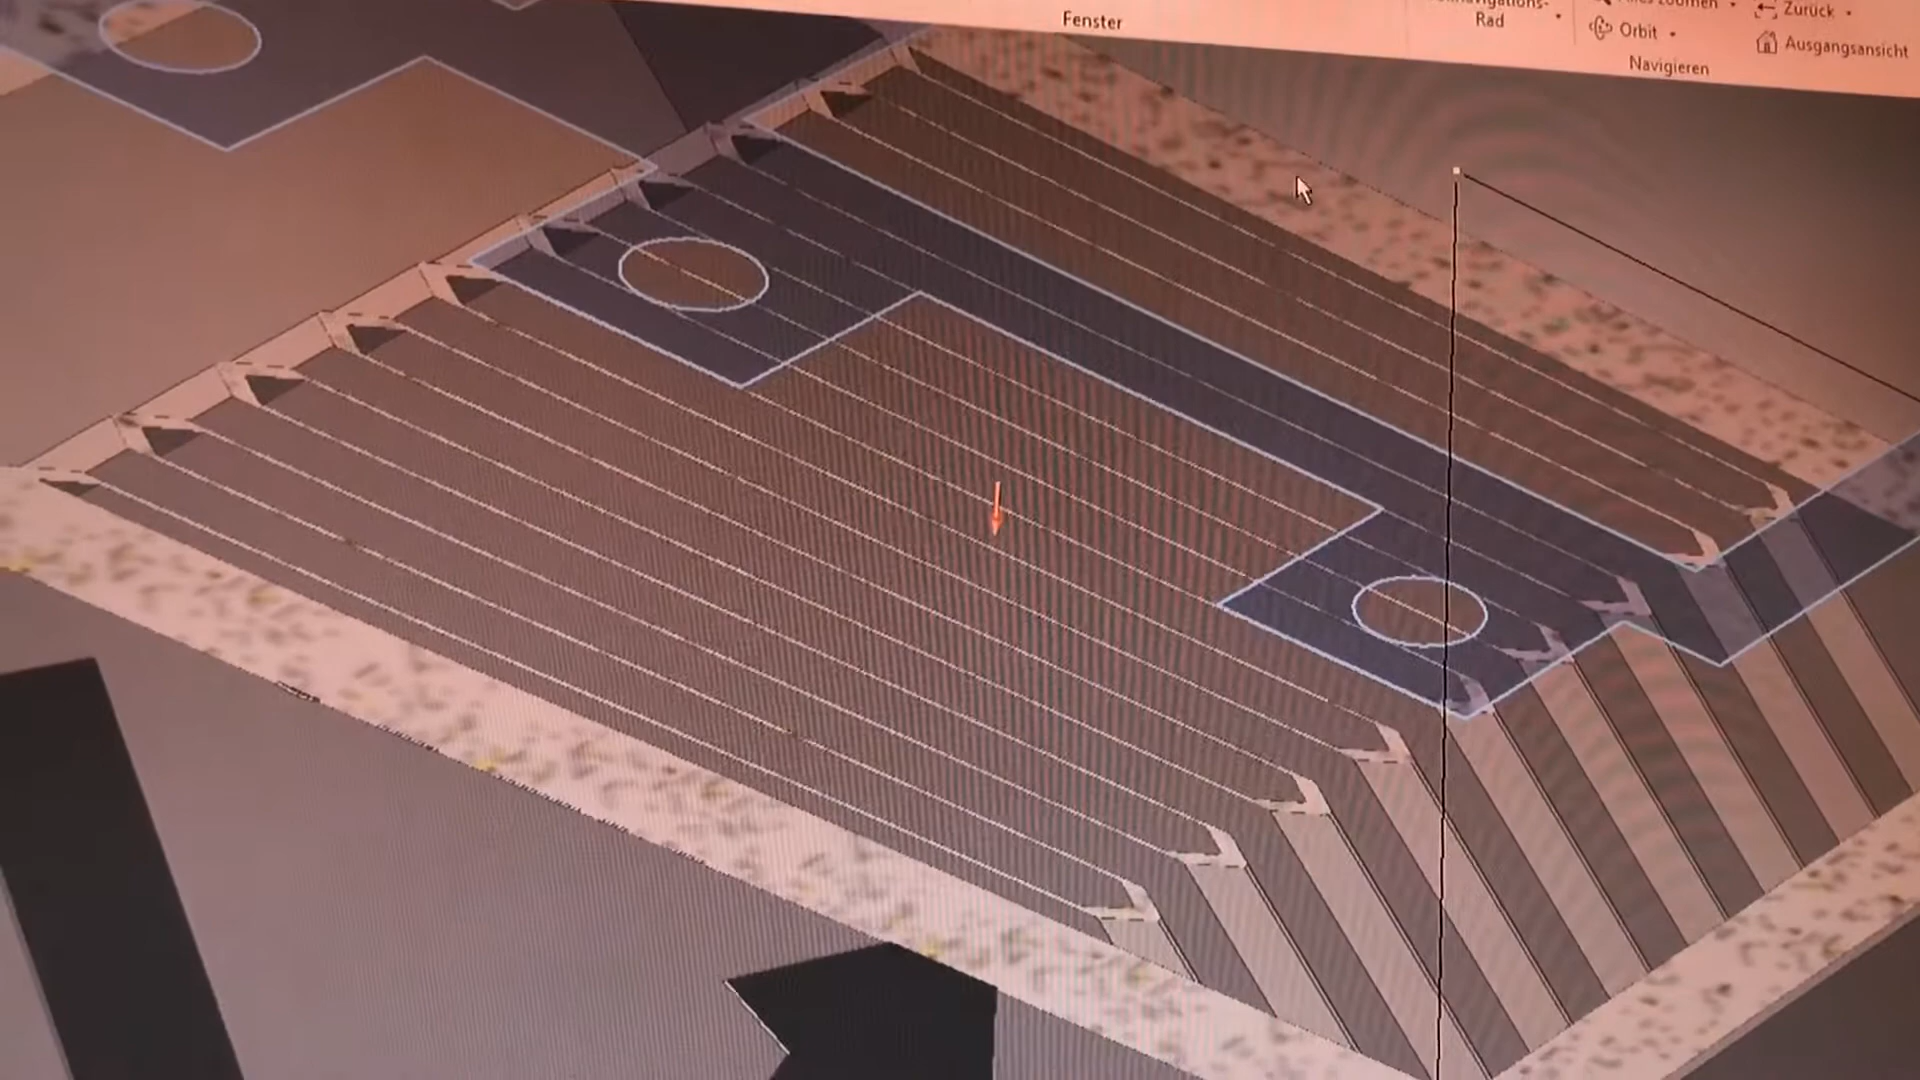 Fenster
Rad
Orbit
Navigieren
Zurück
Ausgangsansicht